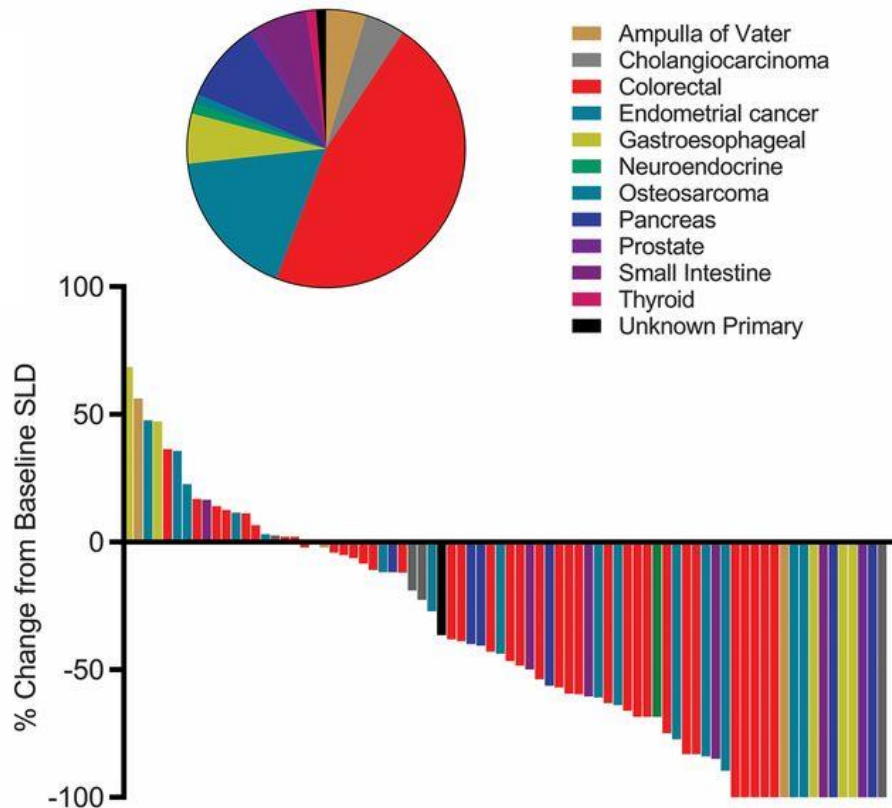 Ampulla of Vater
Cholangiocarcinoma
Colorectal
Endometrial cancer
Gastroesophageal
Neuroendocrine
Osteosarcoma
Pancreas
Prostate
Small Intestine
Thyroid
Unknown Primary
% Change from Baseline SLD
100
50
0
-50
-100